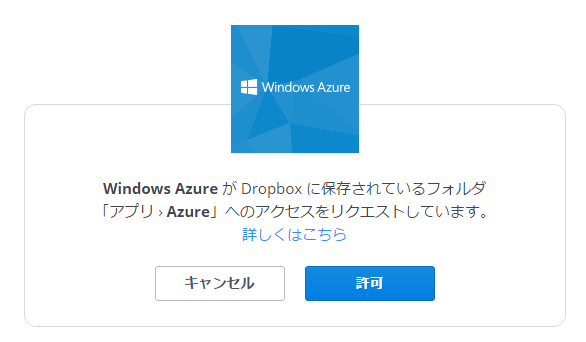 Windows Azure
Windows Azure が Dropbox に保存されているフォルダ
「アプリ › Azure」へのアクセスをリクエストしています。
詳しくはこちら
キャンセル
許可